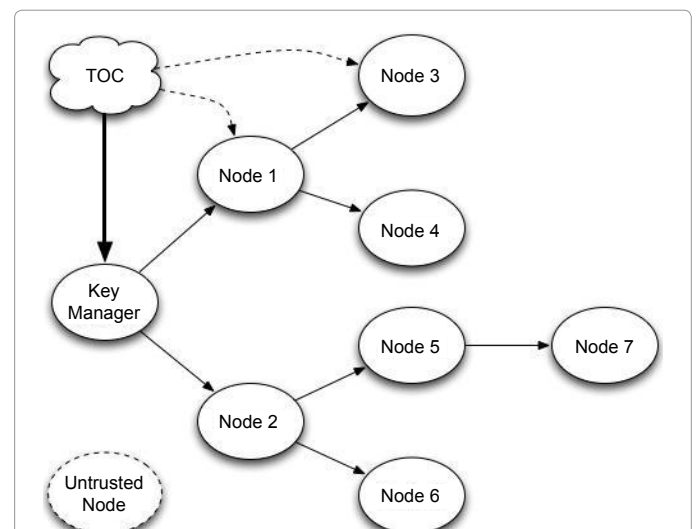 TOC
Node 3
Node 1
Node 4
Key
Manager
Node 5
Node 7
Node 2
Untrusted
Node
Node 6